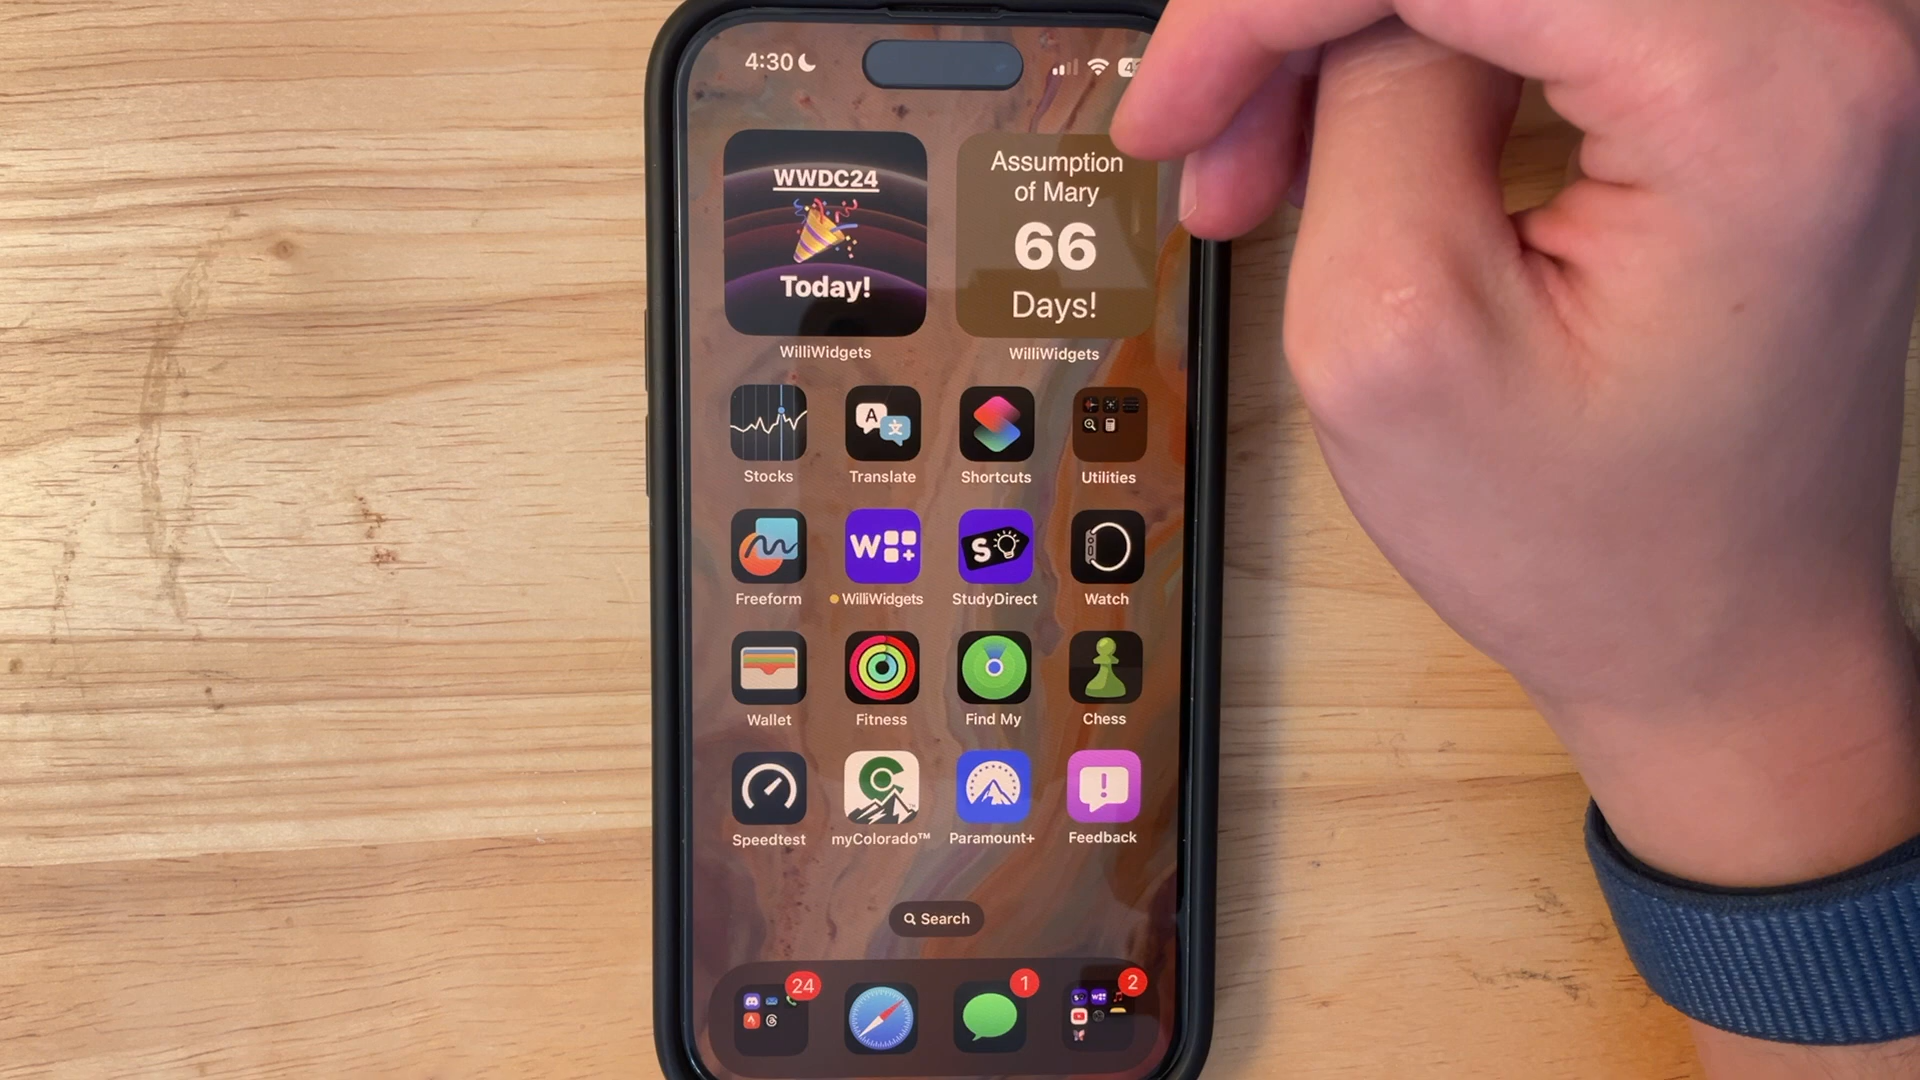 4:30
WWDC24
Today!
WilliWidgets
Assumption
of Mary
66
Days!
WilliWidgets
Stocks
A
文
Translate
Shortcuts
Utilities
Freeform
W
WilliWidgets
S
StudyDirect
Watch
Wallet
Fitness
Find My
Chess
Speedtest
C
myColorado™
Paramount+
!
Feedback
Search
24
1
2